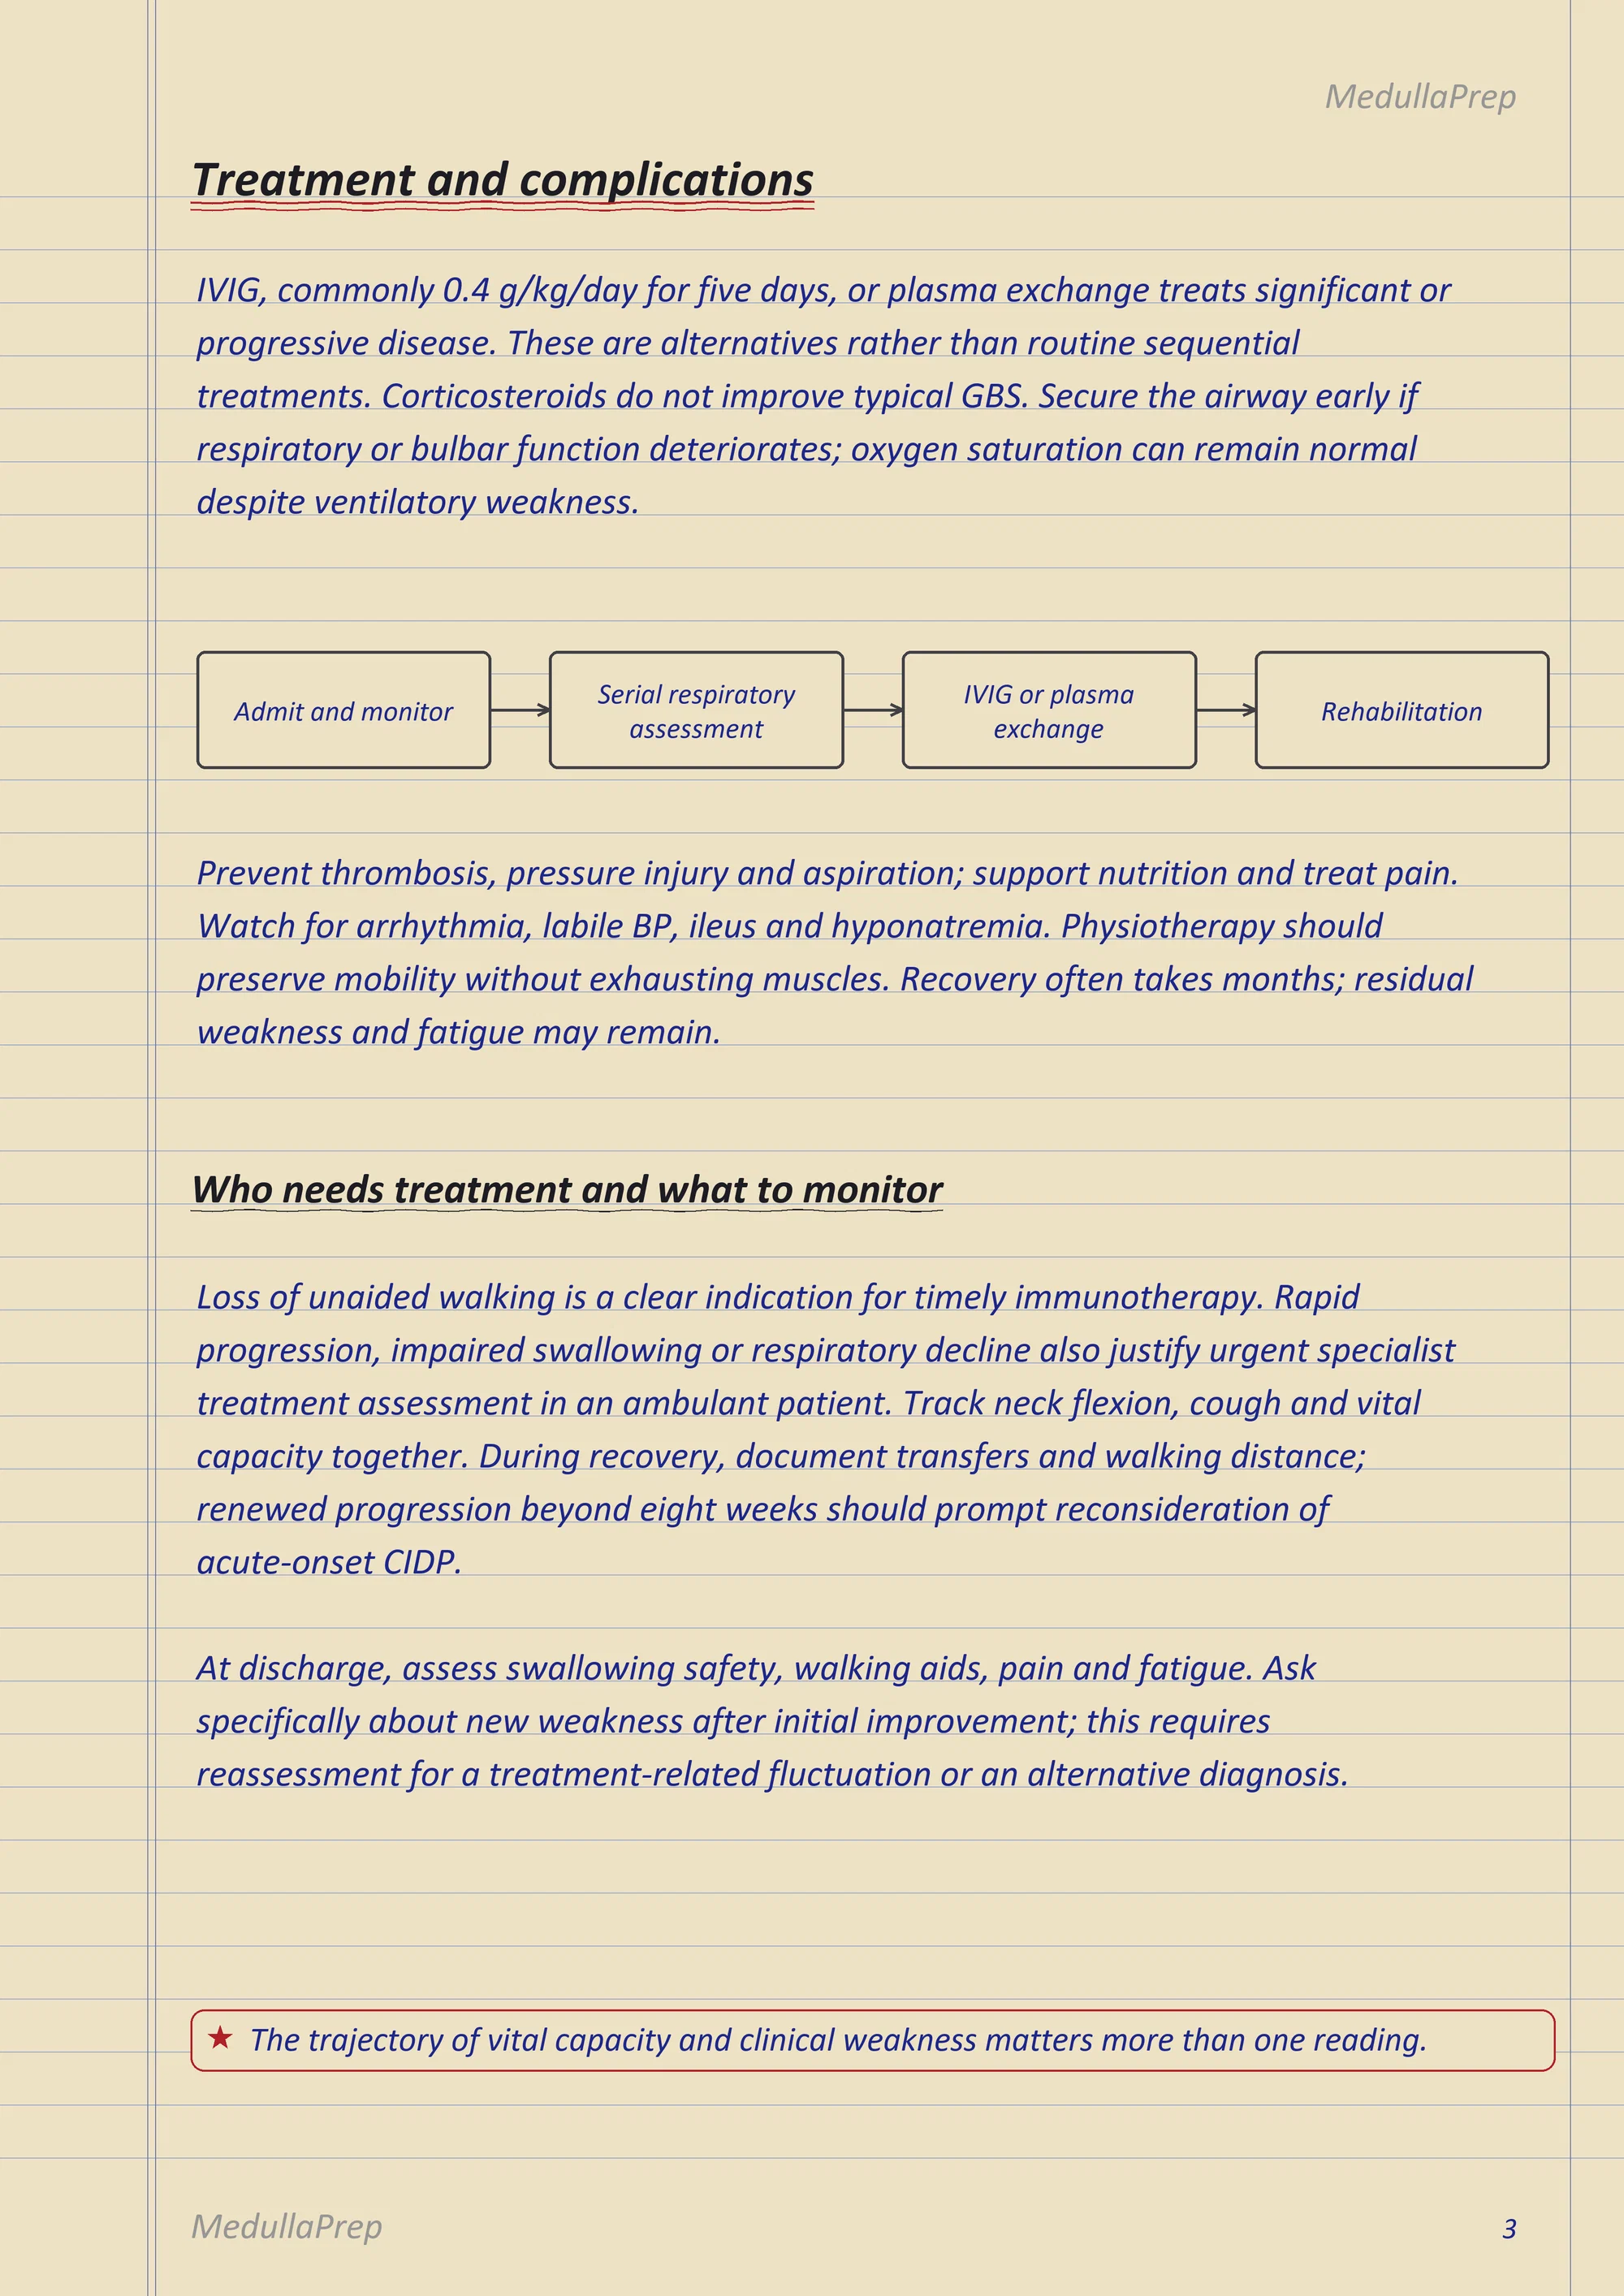 MedullaPrep
Treatment and complications
IVIG, commonly 0.4 g/kg/day for five days, or plasma exchange treats significant or
progressive disease. These are alternatives rather than routine sequential
treatments. Corticosteroids do not improve typical GBS. Secure the airway early if
respiratory or bulbar function deteriorates; oxygen saturation can remain normal
despite ventilatory weakness.
Admit and monitor
Serial respiratory
assessment
IVIG or plasma
exchange
Rehabilitation
Prevent thrombosis, pressure injury and aspiration; support nutrition and treat pain.
Watch for arrhythmia, labile BP, ileus and hyponatremia. Physiotherapy should
preserve mobility without exhausting muscles. Recovery often takes months; residual
weakness and fatigue may remain.
Who needs treatment and what to monitor
Loss of unaided walking is a clear indication for timely immunotherapy. Rapid
progression, impaired swallowing or respiratory decline also justify urgent specialist
treatment assessment in an ambulant patient. Track neck flexion, cough and vital
capacity together. During recovery, document transfers and walking distance;
renewed progression beyond eight weeks should prompt reconsideration of
acute-onset CIDP.
At discharge, assess swallowing safety, walking aids, pain and fatigue. Ask
specifically about new weakness after initial improvement; this requires
reassessment for a treatment-related fluctuation or an alternative diagnosis.
★ The trajectory of vital capacity and clinical weakness matters more than one reading.
MedullaPrep
3